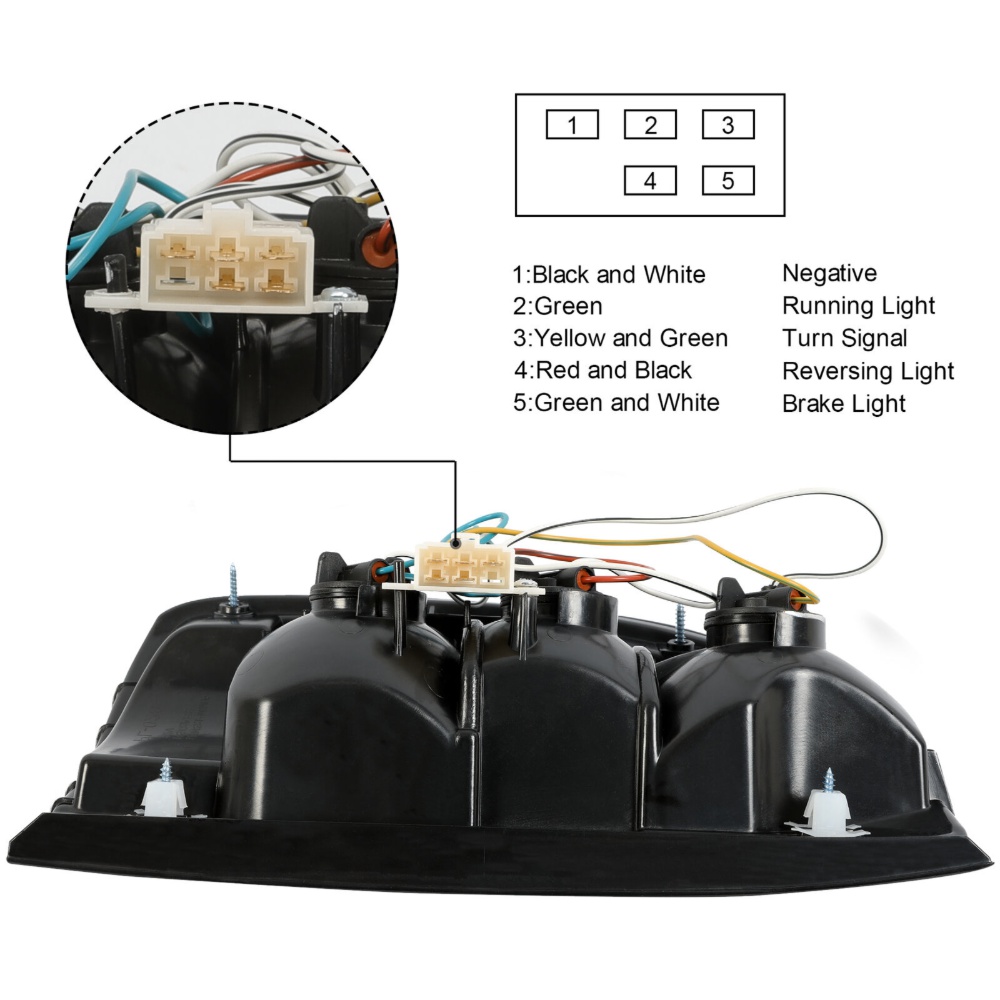 1 2 3
4 5
1:Black and White Negative
2:Green Running Light
3:Yellow and Green Turn Signal
4:Red and Black Reversing Light
5:Green and White Brake Light